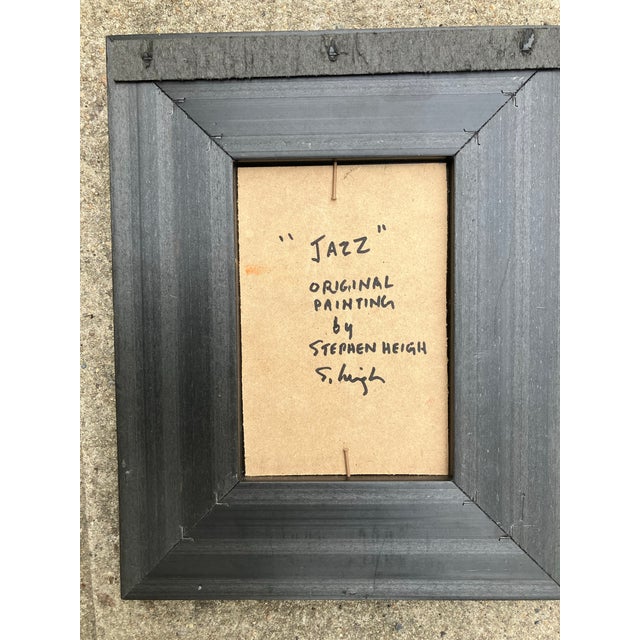 "JAZZ"
ORIGINAL
PAINTING
by
STEPHEN HEIGH
S. Heigh